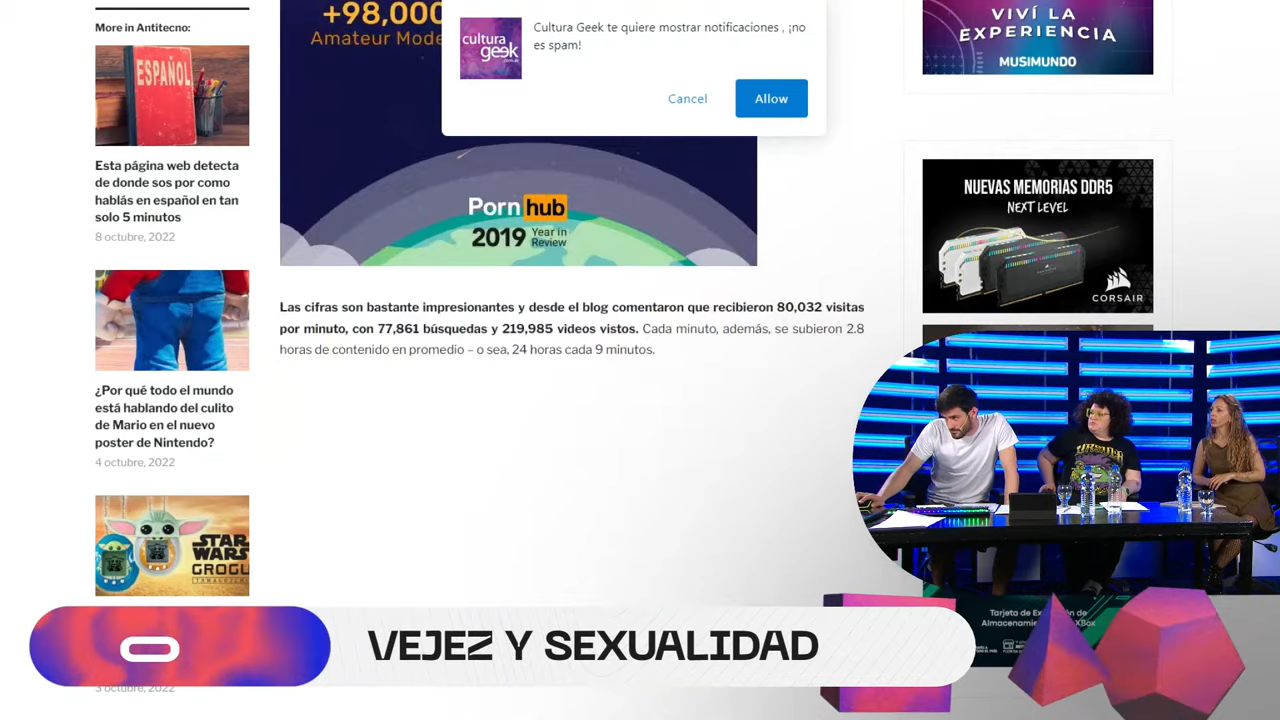 More in Antitecno:
ESPAÑOL
Esta página web detecta
de donde sos por como
hablás en español en tan
solo 5 minutos
8 octubre, 2022
¿Por qué todo el mundo
está hablando del culito
de Mario en el nuevo
poster de Nintendo?
4 octubre, 2022
STAR
WARS
GROGU
3 octubre, 2022
+98,000
Amateur Mode
cultura
geek
Cultura Geek te quiere mostrar notificaciones , ¡no
es spam!
Cancel
Allow
Porn hub
2019 Year in
Review
Las cifras son bastante impresionantes y desde el blog comentaron que recibieron 80,032 visitas
por minuto, con 77,861 búsquedas y 219,985 videos vistos. Cada minuto, además, se subieron 2.8
horas de contenido en promedio – o sea, 24 horas cada 9 minutos.
VIVÍ LA
EXPERIENCIA
MUSIMUNDO
NUEVAS MEMORIAS DDR5
NEXT LEVEL
CORSAIR
Tarjeta de Expansión de
VEJEZ Y SEXUALIDAD